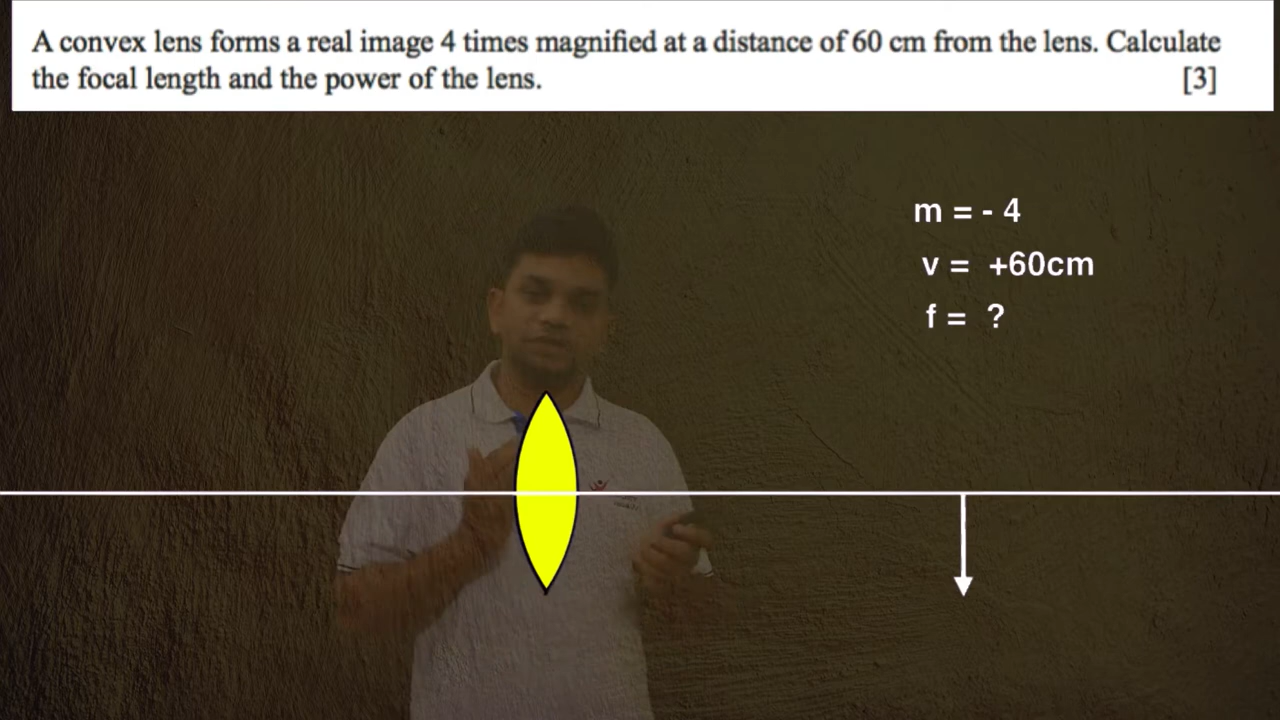 A convex lens forms a real image 4 times magnified at a distance of 60 cm from the lens. Calculate
the focal length and the power of the lens. [3]
m = - 4
v = +60cm
f = ?